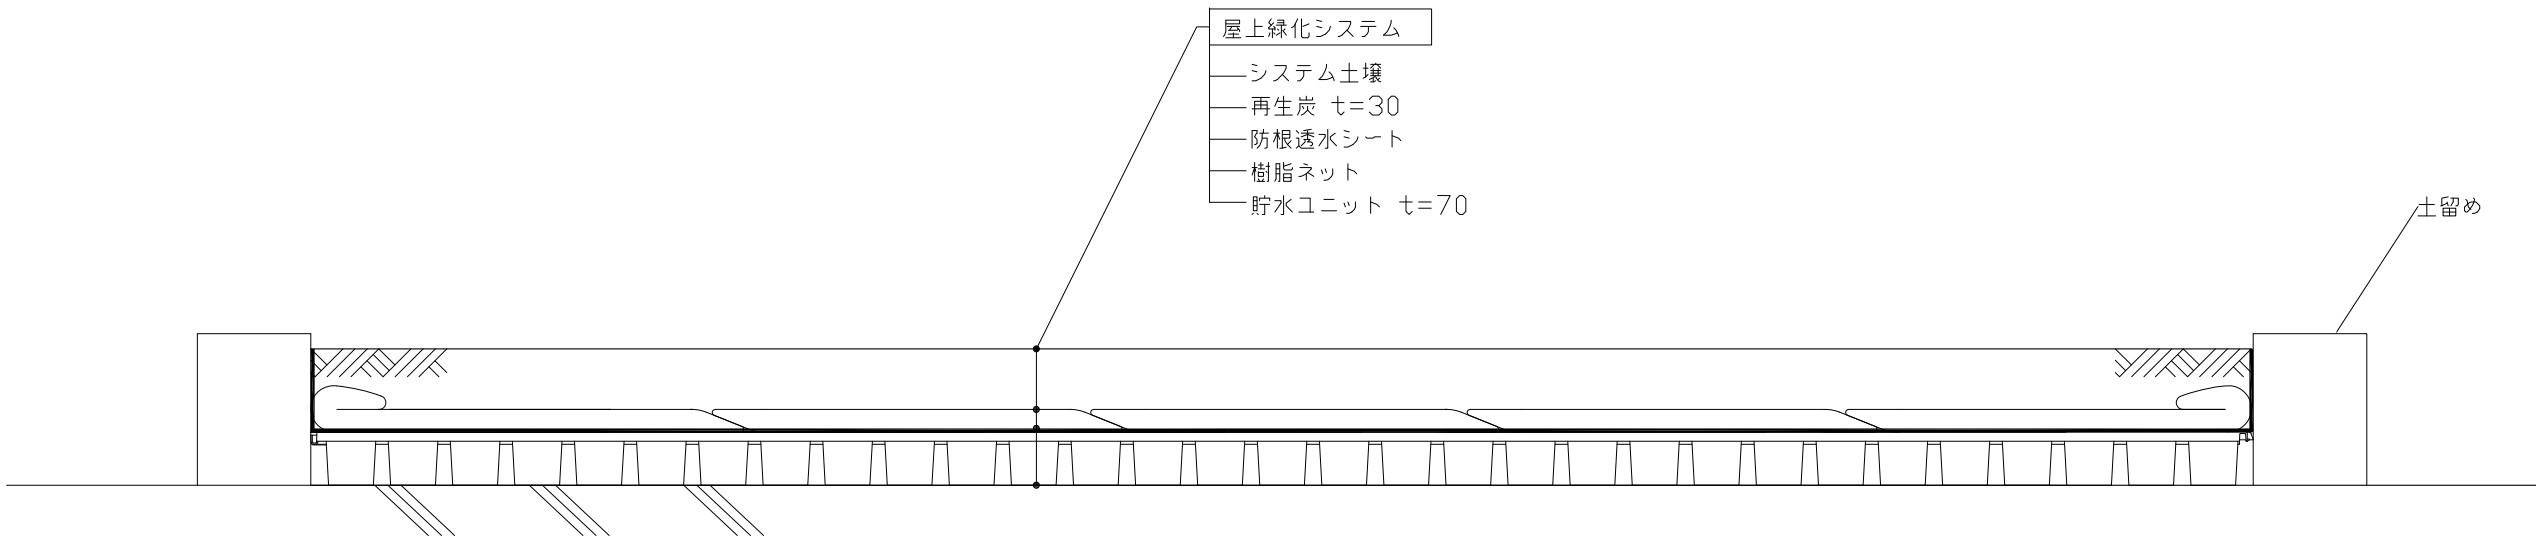 屋上緑化システム
システム土壌
再生炭 t=30
防根透水シート
樹脂ネット
貯水ユニット t=70
土留め